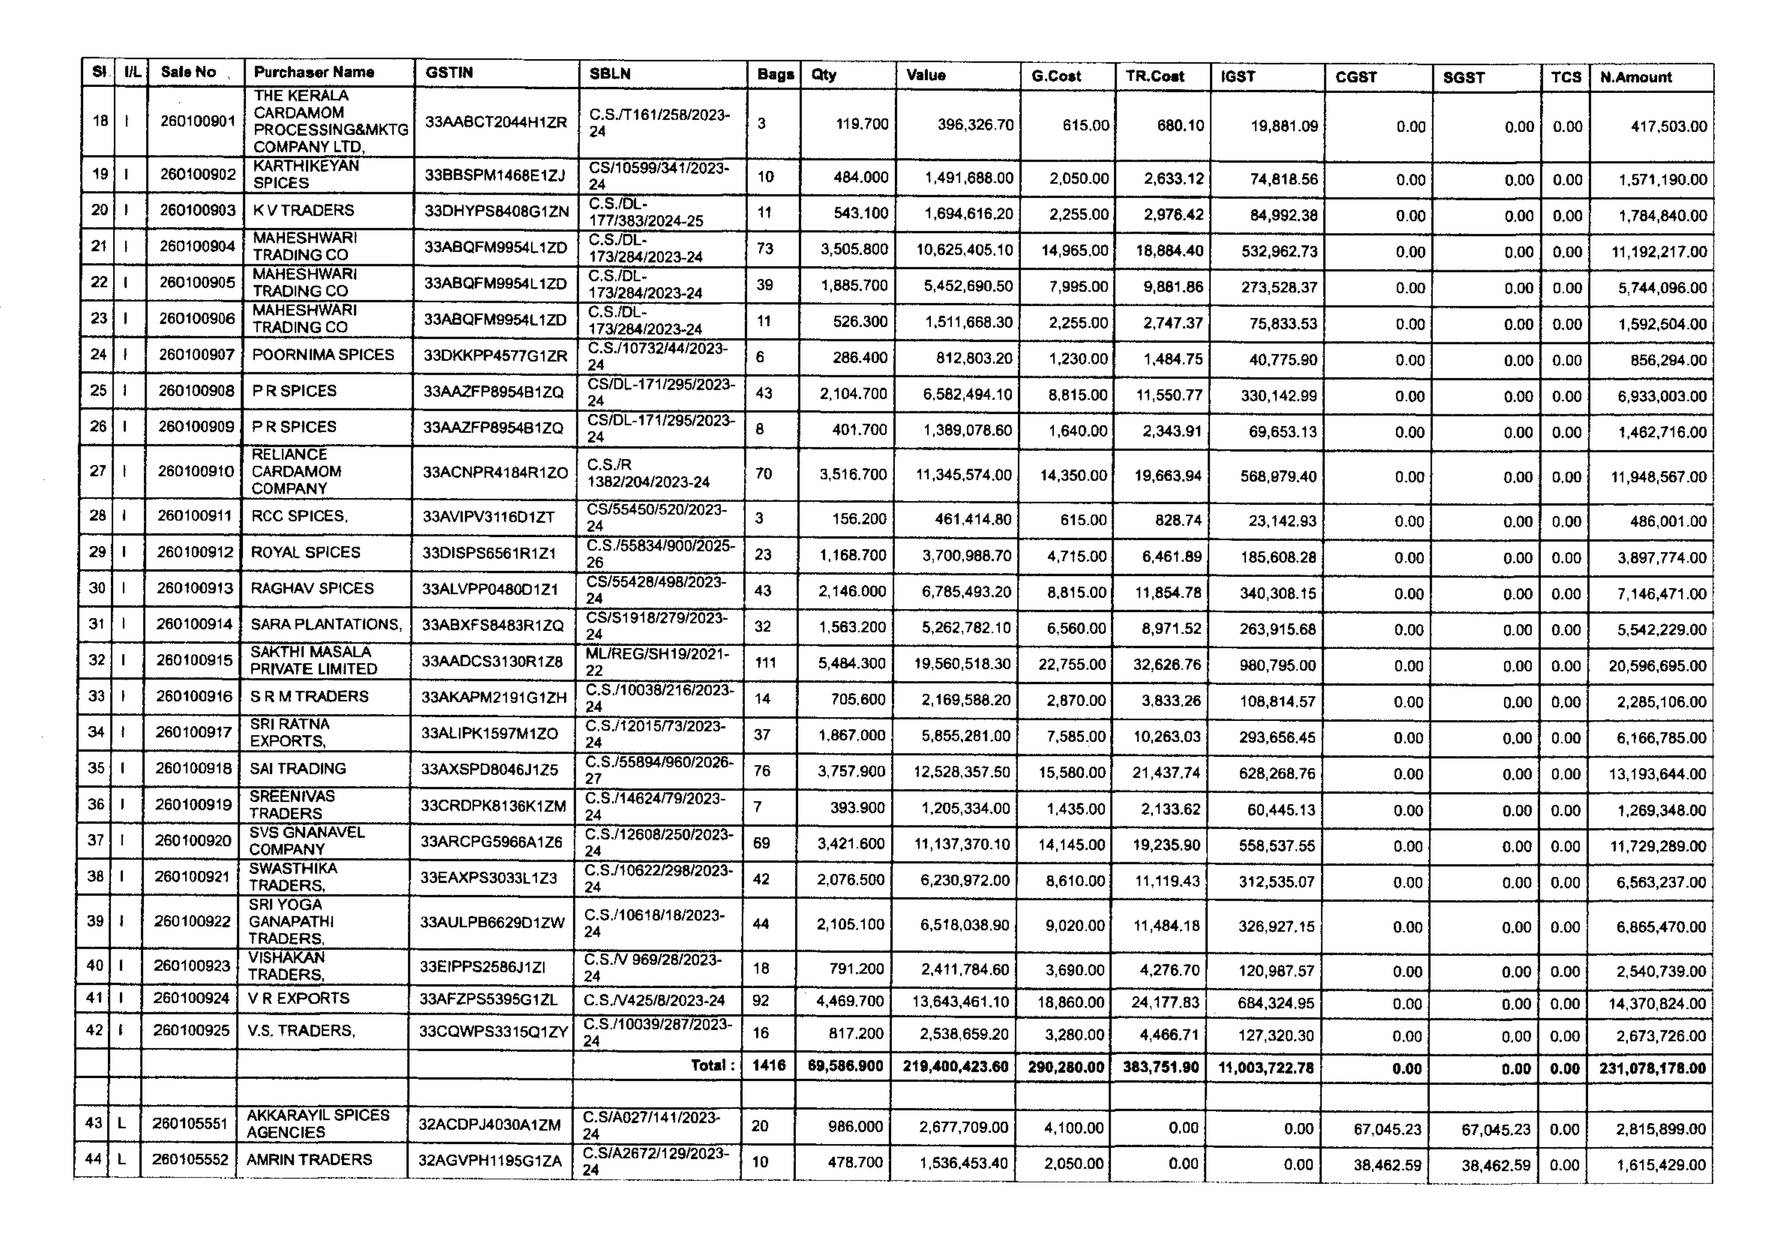 Sl I/L Sale No Purchaser Name GSTIN SBLN Bags Qty Value G.Cost TR.Cost IGST CGST SGST TCS N.Amount
18 I 260100901 THE KERALA CARDAMOM PROCESSING&MKTG COMPANY LTD, 33AABCT2044H1ZR C.S./T161/258/2023-24 3 119.700 396,326.70 615.00 680.10 19,881.09 0.00 0.00 0.00 417,503.00
19 I 260100902 KARTHIKEYAN SPICES 33BBSPM1468E1ZJ CS/10599/341/2023-24 10 484.000 1,491,688.00 2,050.00 2,633.12 74,818.56 0.00 0.00 0.00 1,571,190.00
20 I 260100903 K V TRADERS 33DHYPS8408G1ZN C.S./DL-177/383/2024-25 11 543.100 1,694,616.20 2,255.00 2,976.42 84,992.38 0.00 0.00 0.00 1,784,840.00
21 I 260100904 MAHESHWARI TRADING CO 33ABQFM9954L1ZD C.S./DL-173/284/2023-24 73 3,505.800 10,625,405.10 14,965.00 18,884.40 532,962.73 0.00 0.00 0.00 11,192,217.00
22 I 260100905 MAHESHWARI TRADING CO 33ABQFM9954L1ZD C.S./DL-173/284/2023-24 39 1,885.700 5,452,690.50 7,995.00 9,881.86 273,528.37 0.00 0.00 0.00 5,744,096.00
23 I 260100906 MAHESHWARI TRADING CO 33ABQFM9954L1ZD C.S./DL-173/284/2023-24 11 526.300 1,511,668.30 2,255.00 2,747.37 75,833.53 0.00 0.00 0.00 1,592,504.00
24 I 260100907 POORNIMA SPICES 33DKKPP4577G1ZR C.S./10732/44/2023-24 6 286.400 812,803.20 1,230.00 1,484.75 40,775.90 0.00 0.00 0.00 856,294.00
25 I 260100908 P R SPICES 33AAZFP8954B1ZQ CS/DL-171/295/2023-24 43 2,104.700 6,582,494.10 8,815.00 11,550.77 330,142.99 0.00 0.00 0.00 6,933,003.00
26 I 260100909 P R SPICES 33AAZFP8954B1ZQ CS/DL-171/295/2023-24 8 401.700 1,389,078.60 1,640.00 2,343.91 69,653.13 0.00 0.00 0.00 1,462,716.00
27 I 260100910 RELIANCE CARDAMOM COMPANY 33ACNPR4184R1ZO C.S./R 1382/204/2023-24 70 3,516.700 11,345,574.00 14,350.00 19,663.94 568,979.40 0.00 0.00 0.00 11,948,567.00
28 I 260100911 RCC SPICES, 33AVIPV3116D1ZT CS/55450/520/2023-24 3 156.200 461,414.80 615.00 828.74 23,142.93 0.00 0.00 0.00 486,001.00
29 I 260100912 ROYAL SPICES 33DISPS6561R1Z1 C.S./55834/900/2025-26 23 1,168.700 3,700,988.70 4,715.00 6,461.89 185,608.28 0.00 0.00 0.00 3,897,774.00
30 I 260100913 RAGHAV SPICES 33ALVPP0480D1Z1 CS/55428/498/2023-24 43 2,146.000 6,785,493.20 8,815.00 11,854.78 340,308.15 0.00 0.00 0.00 7,146,471.00
31 I 260100914 SARA PLANTATIONS, 33ABXFS8483R1ZQ CS/S1918/279/2023-24 32 1,563.200 5,262,782.10 6,560.00 8,971.52 263,915.68 0.00 0.00 0.00 5,542,229.00
32 I 260100915 SAKTHI MASALA PRIVATE LIMITED 33AADCS3130R1Z8 ML/REG/SH19/2021-22 111 5,484.300 19,560,518.30 22,755.00 32,626.76 980,795.00 0.00 0.00 0.00 20,596,695.00
33 I 260100916 S R M TRADERS 33AKAPM2191G1ZH C.S./10038/216/2023-24 14 705.600 2,169,588.20 2,870.00 3,833.26 108,814.57 0.00 0.00 0.00 2,285,106.00
34 I 260100917 SRI RATNA EXPORTS, 33ALIPK1597M1ZO C.S./12015/73/2023-24 37 1,867.000 5,855,281.00 7,585.00 10,263.03 293,656.45 0.00 0.00 0.00 6,166,785.00
35 I 260100918 SAI TRADING 33AXSPD8046J1Z5 C.S./55894/960/2026-27 76 3,757.900 12,528,357.50 15,580.00 21,437.74 628,268.76 0.00 0.00 0.00 13,193,644.00
36 I 260100919 SREENIVAS TRADERS 33CRDPK8136K1ZM C.S./14624/79/2023-24 7 393.900 1,205,334.00 1,435.00 2,133.62 60,445.13 0.00 0.00 0.00 1,269,348.00
37 I 260100920 SVS GNANAVEL COMPANY 33ARCPG5966A1Z6 C.S./12608/250/2023-24 69 3,421.600 11,137,370.10 14,145.00 19,235.90 558,537.55 0.00 0.00 0.00 11,729,289.00
38 I 260100921 SWASTHIKA TRADERS, 33EAXPS3033L1Z3 C.S./10622/298/2023-24 42 2,076.500 6,230,972.00 8,610.00 11,119.43 312,535.07 0.00 0.00 0.00 6,563,237.00
39 I 260100922 SRI YOGA GANAPATHI TRADERS, 33AULPB6629D1ZW C.S./10618/18/2023-24 44 2,105.100 6,518,038.90 9,020.00 11,484.18 326,927.15 0.00 0.00 0.00 6,865,470.00
40 I 260100923 VISHAKAN TRADERS, 33EIPPS2586J1ZI C.S./V 969/28/2023-24 18 791.200 2,411,784.60 3,690.00 4,276.70 120,987.57 0.00 0.00 0.00 2,540,739.00
41 I 260100924 V R EXPORTS 33AFZPS5395G1ZL C.S./V425/8/2023-24 92 4,469.700 13,643,461.10 18,860.00 24,177.83 684,324.95 0.00 0.00 0.00 14,370,824.00
42 I 260100925 V.S. TRADERS, 33CQWPS3315Q1ZY C.S./10039/287/2023-24 16 817.200 2,538,659.20 3,280.00 4,466.71 127,320.30 0.00 0.00 0.00 2,673,726.00
Total : 1416 69,586.900 219,400,423.60 290,280.00 383,751.90 11,003,722.78 0.00 0.00 0.00 231,078,178.00
43 L 260105551 AKKARAYIL SPICES AGENCIES 32ACDPJ4030A1ZM C.S/A027/141/2023-24 20 986.000 2,677,709.00 4,100.00 0.00 0.00 67,045.23 67,045.23 0.00 2,815,899.00
44 L 260105552 AMRIN TRADERS 32AGVPH1195G1ZA C.S/A2672/129/2023-24 10 478.700 1,536,453.40 2,050.00 0.00 0.00 38,462.59 38,462.59 0.00 1,615,429.00